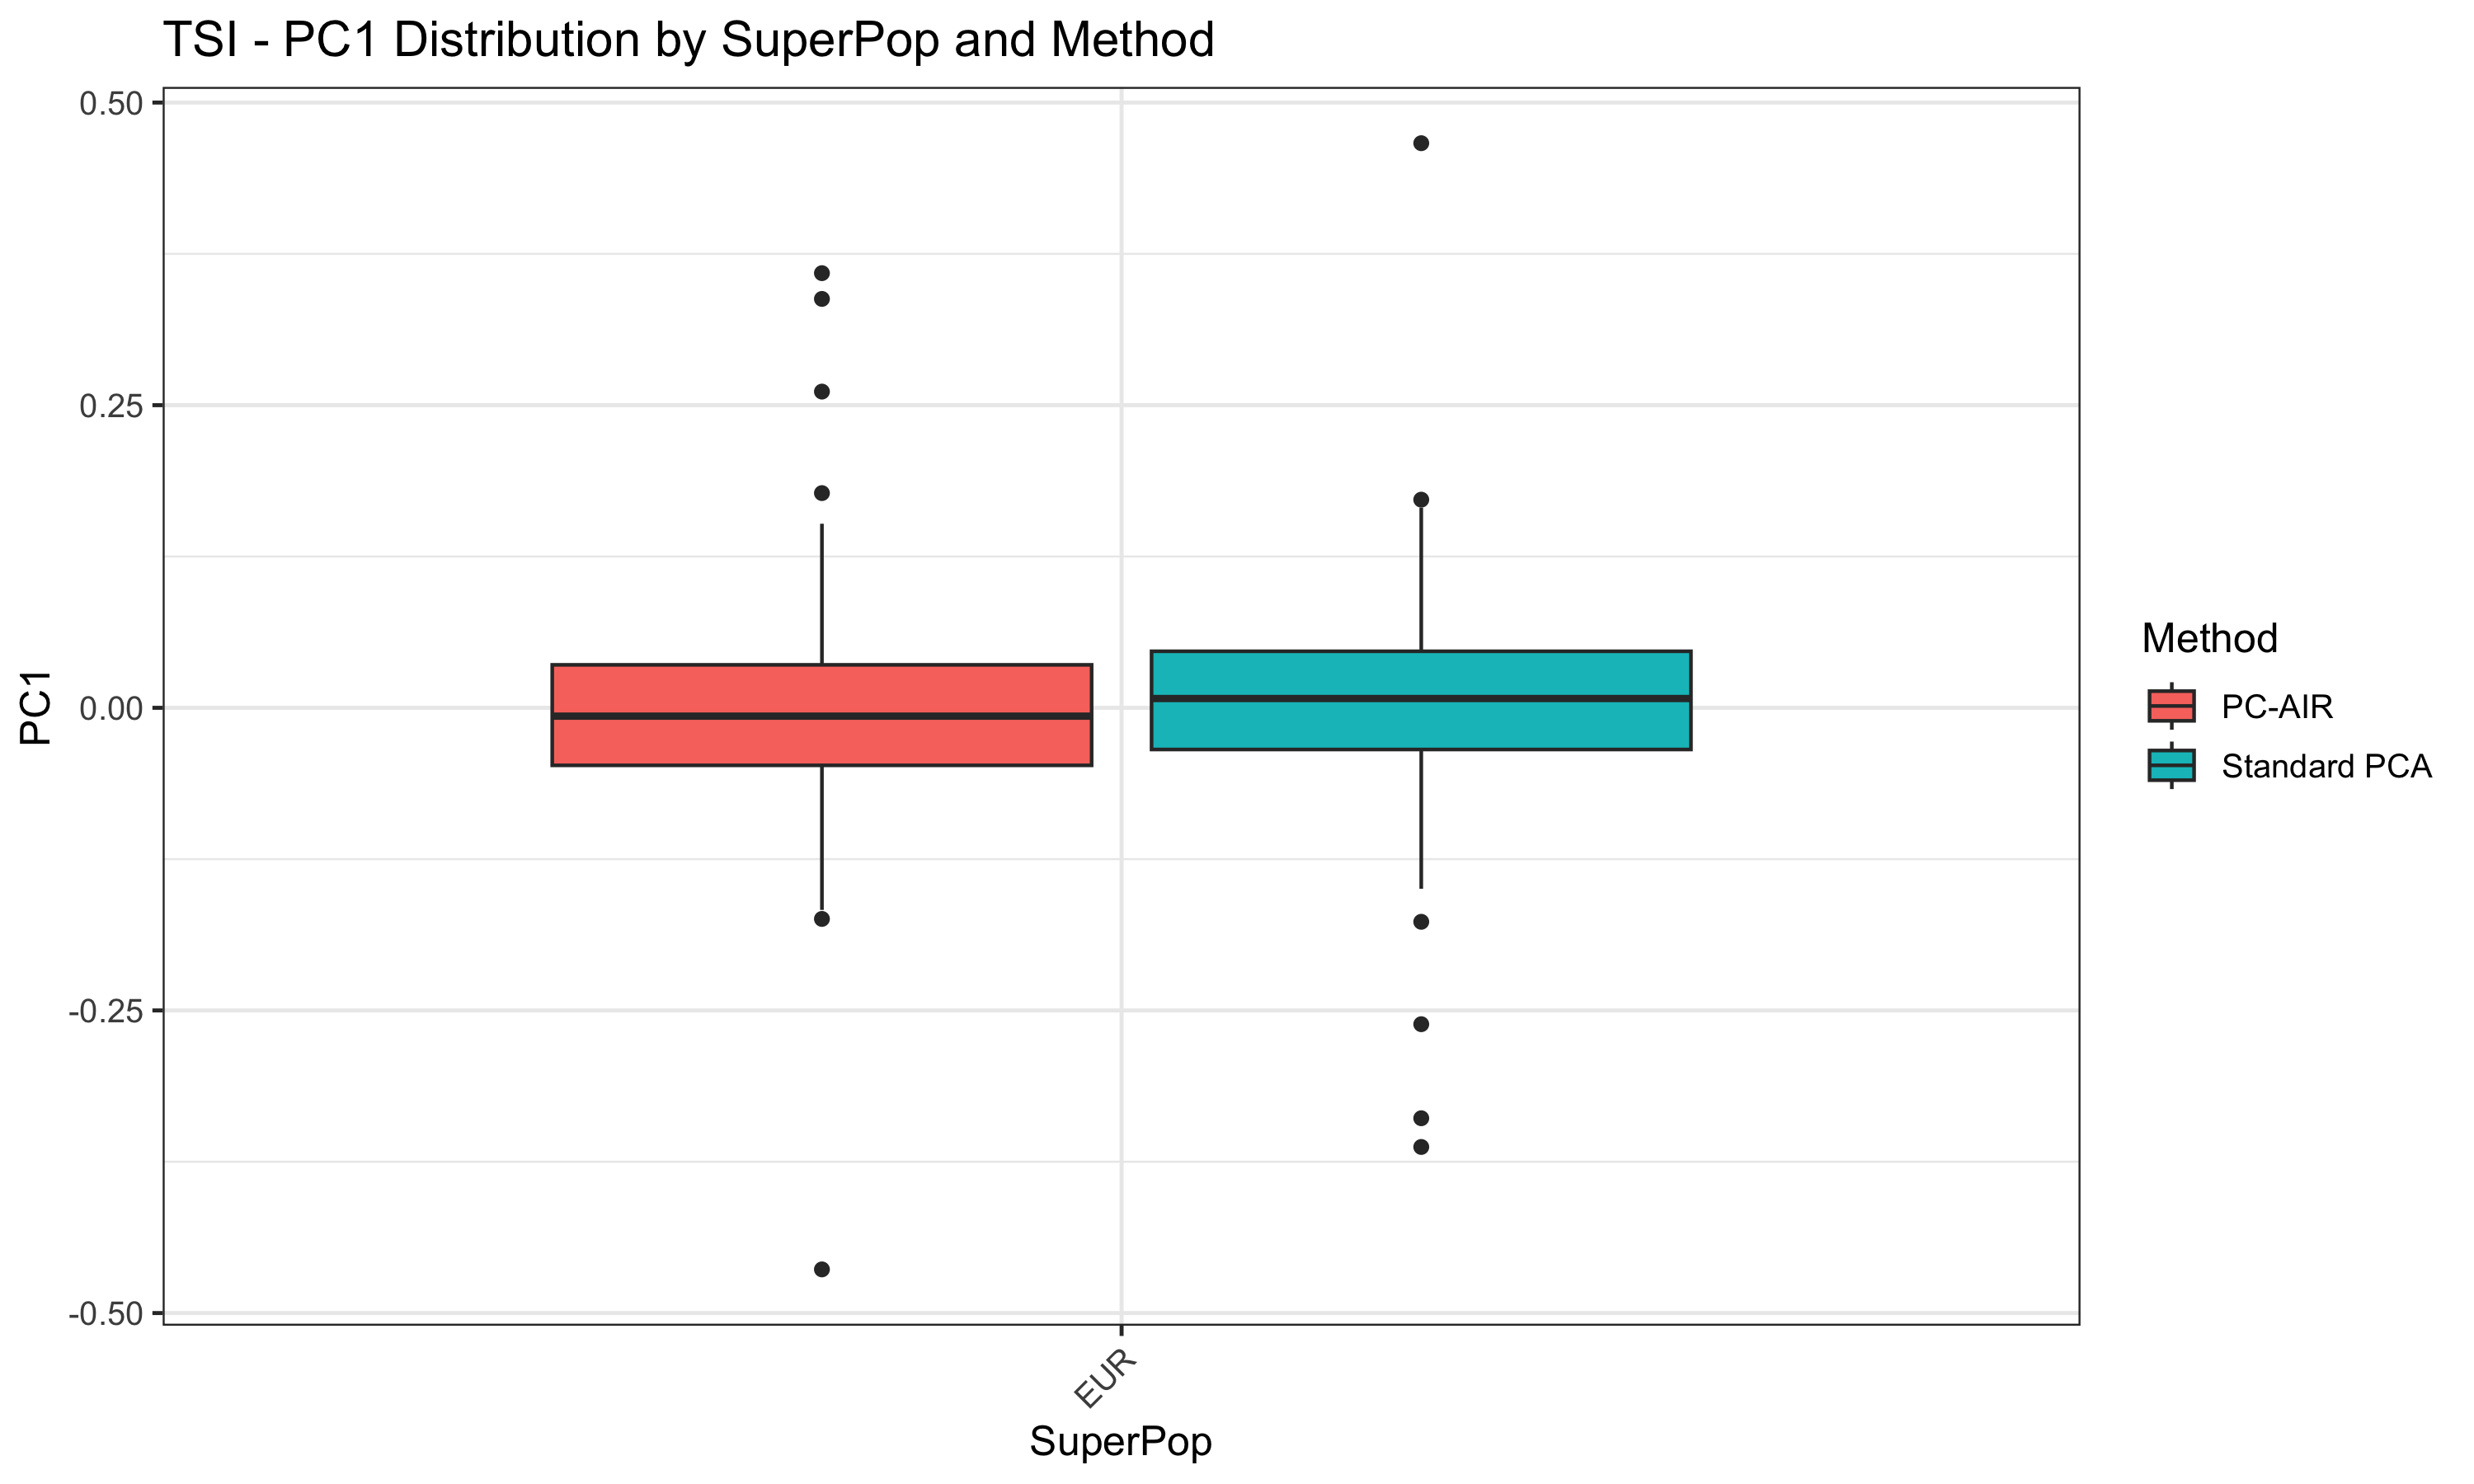 TSI - PC1 Distribution by SuperPop and Method
0.50
0.25
0.00
-0.25
-0.50
PC1
EUR
SuperPop
Method
PC-AIR
Standard PCA